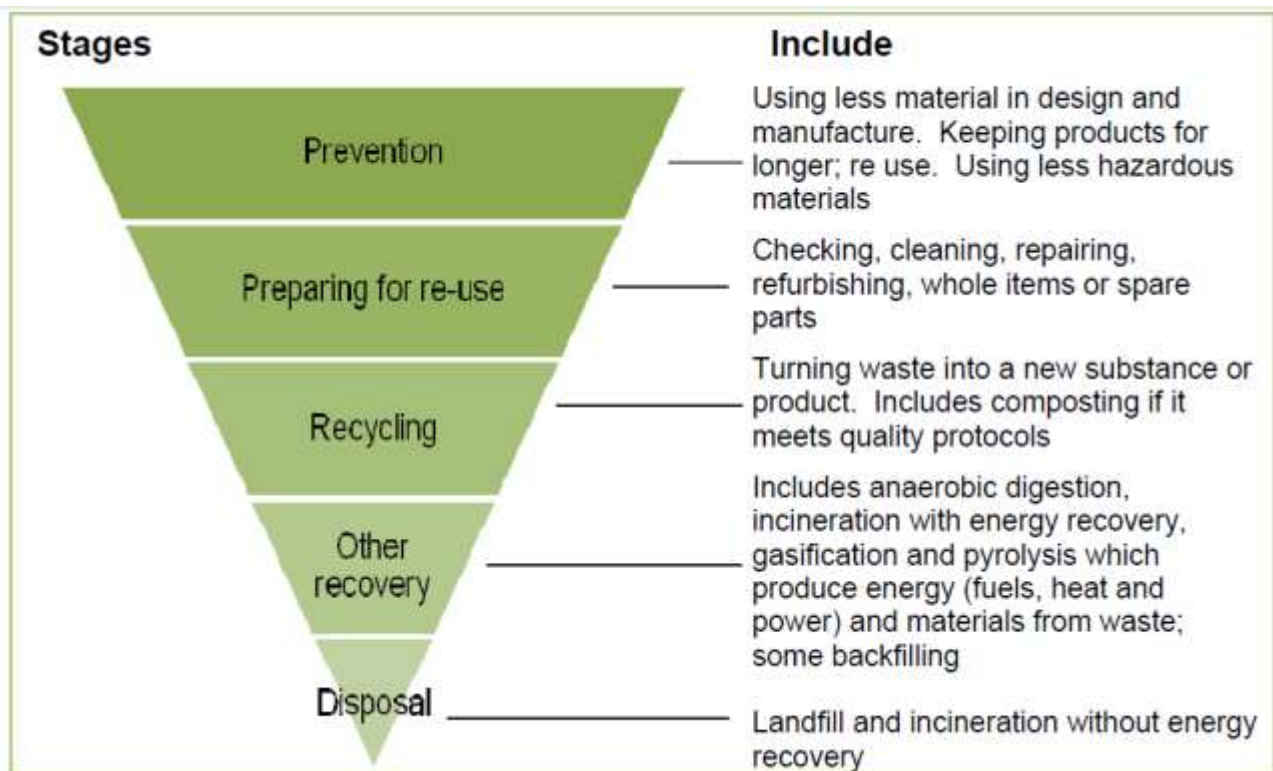 Stages
Include
Prevention
Using less material in design and
manufacture.  Keeping products for
longer; re use.  Using less hazardous
materials
Preparing for re-use
Checking, cleaning, repairing,
refurbishing, whole items or spare
parts
Recycling
Turning waste into a new substance or
product.  Includes composting if it
meets quality protocols
Other
recovery
Includes anaerobic digestion,
incineration with energy recovery,
gasification and pyrolysis which
produce energy (fuels, heat and
power) and materials from waste;
some backfilling
Disposal
Landfill and incineration without energy
recovery